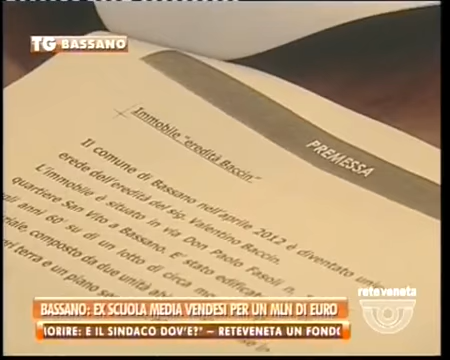 TG BASSANO
PREMESSA
Immobile "eredità Baccin"
Il comune di Bassano nell'aprile 2012 è diventato
erede dell'eredità del sig. Valentino Baccin.
L'immobile è situato in via Don Paolo Fasoli n.
quartiere San Vito a Bassano. E' stato
anni 60' su di un lotto di circa
composto da due unità
terra e un piano
reteveneta
BASSANO: EX SCUOLA MEDIA VENDESI PER UN MLN DI EURO
MORIRE: E IL SINDACO DOV'E?" – RETEVENETA UN FONDO